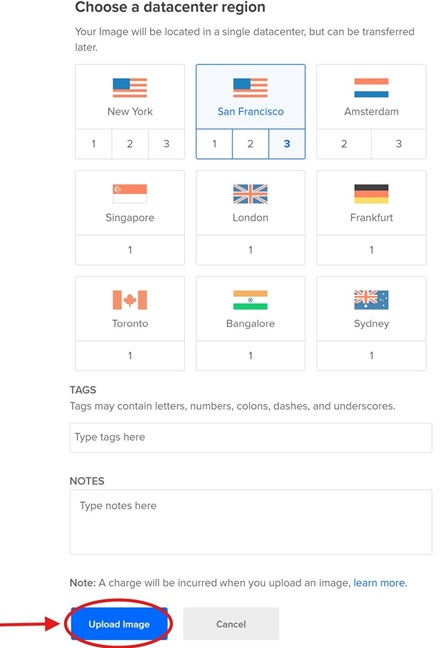 Choose a datacenter region
Your Image will be located in a single datacenter, but can be transferred
later.
New York
San Francisco
Amsterdam
1 2 3
1 2 3
2 3
Singapore
London
Frankfurt
1
1
1
Toronto
Bangalore
Sydney
1
1
1
TAGS
Tags may contain letters, numbers, colons, dashes, and underscores.
Type tags here
NOTES
Type notes here
Note: A charge will be incurred when you upload an image, learn more.
Upload Image
Cancel